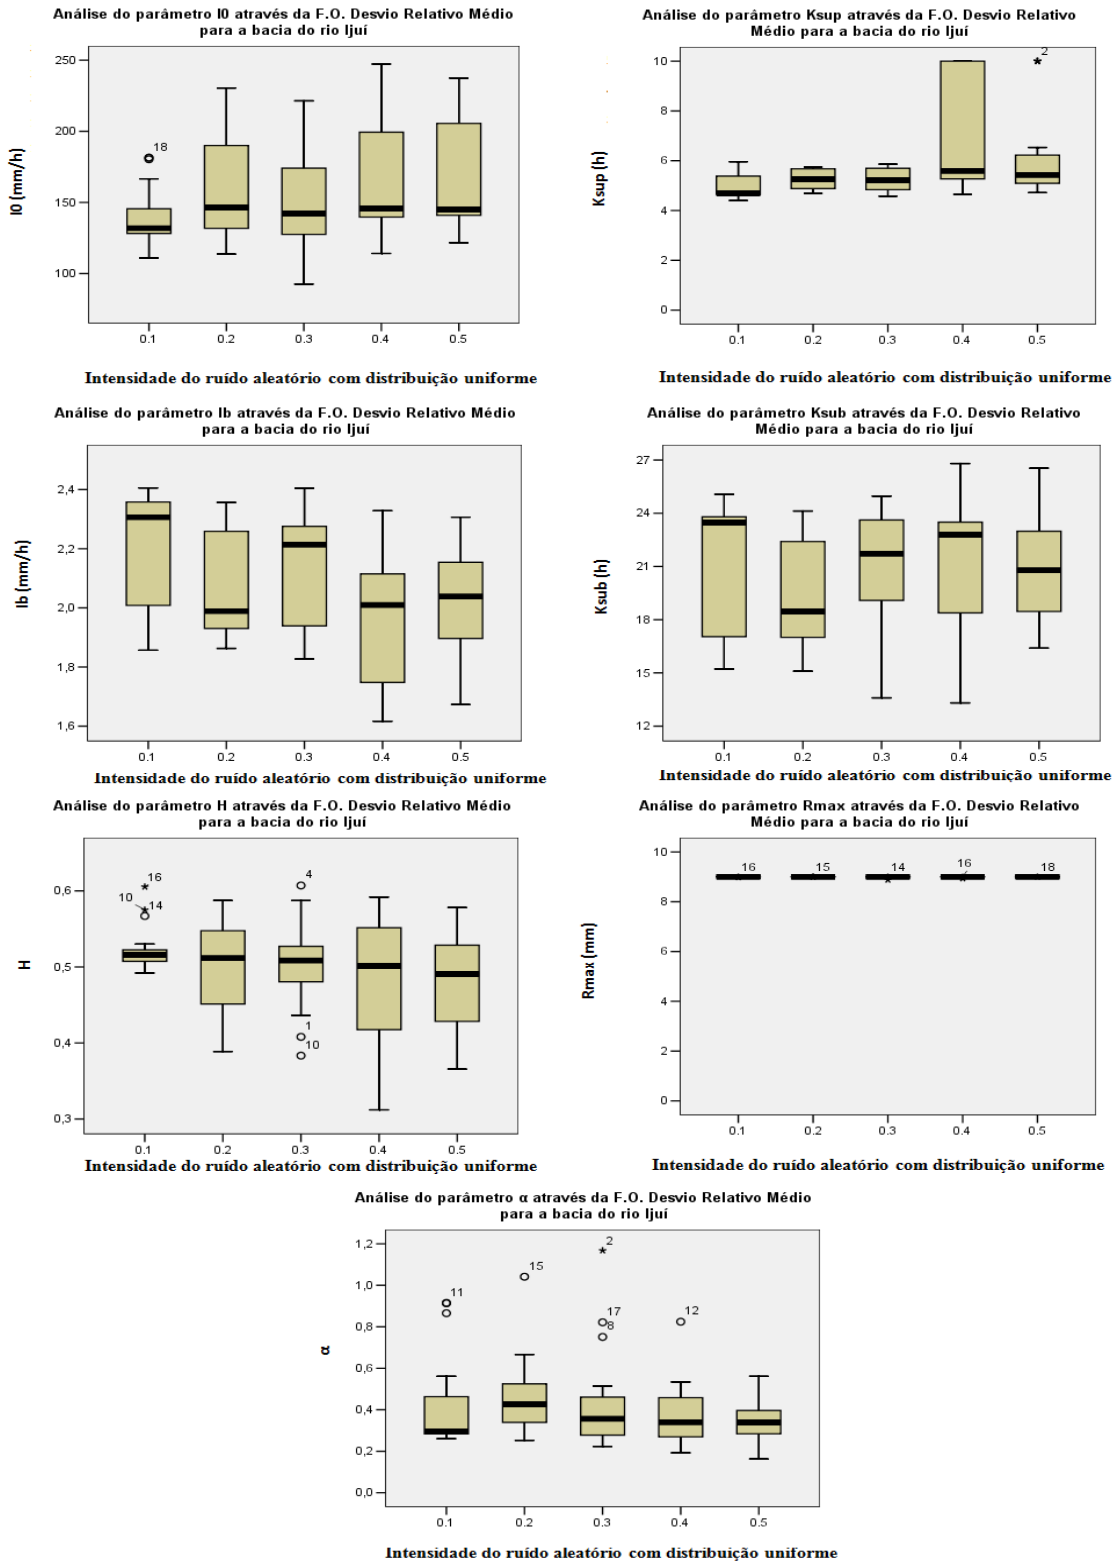 Análise do parâmetro I0 através da F.O. Desvio Relativo Médio
para a bacia do rio Ijuí
I0 (mm/h)
250
200
150
100
18
0.1 0.2 0.3 0.4 0.5
Intensidade do ruído aleatório com distribuição uniforme
Análise do parâmetro Ksup através da F.O. Desvio Relativo
Médio para a bacia do rio Ijuí
Ksup (h)
10
8
6
4
2
0
2
0.1 0.2 0.3 0.4 0.5
Intensidade do ruído aleatório com distribuição uniforme
Análise do parâmetro Ib através da F.O. Desvio Relativo Médio
para a bacia do rio Ijuí
Ib (mm/h)
2,4
2,2
2,0
1,8
1,6
0.1 0.2 0.3 0.4 0.5
Intensidade do ruído aleatório com distribuição uniforme
Análise do parâmetro Ksub através da F.O. Desvio Relativo
Médio para a bacia do rio Ijuí
Ksub (h)
27
24
21
18
15
12
0.1 0.2 0.3 0.4 0.5
Intensidade do ruído aleatório com distribuição uniforme
Análise do parâmetro H através da F.O. Desvio Relativo Médio
para a bacia do rio Ijuí
H
0,6
0,5
0,4
0,3
16
10 14
4
1
10
0.1 0.2 0.3 0.4 0.5
Intensidade do ruído aleatório com distribuição uniforme
Análise do parâmetro Rmax através da F.O. Desvio Relativo
Médio para a bacia do rio Ijuí
Rmax (mm)
10
8
6
4
2
0
16 15 14 16 18
0.1 0.2 0.3 0.4 0.5
Intensidade do ruído aleatório com distribuição uniforme
Análise do parâmetro α através da F.O. Desvio Relativo Médio
para a bacia do rio Ijuí
α
1,2
1,0
0,8
0,6
0,4
0,2
0,0
11
15
2
17
8
12
0.1 0.2 0.3 0.4 0.5
Intensidade do ruído aleatório com distribuição uniforme